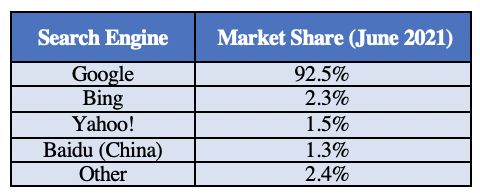 Search Engine Market Share (June 2021)
Google 92.5%
Bing 2.3%
Yahoo! 1.5%
Baidu (China) 1.3%
Other 2.4%